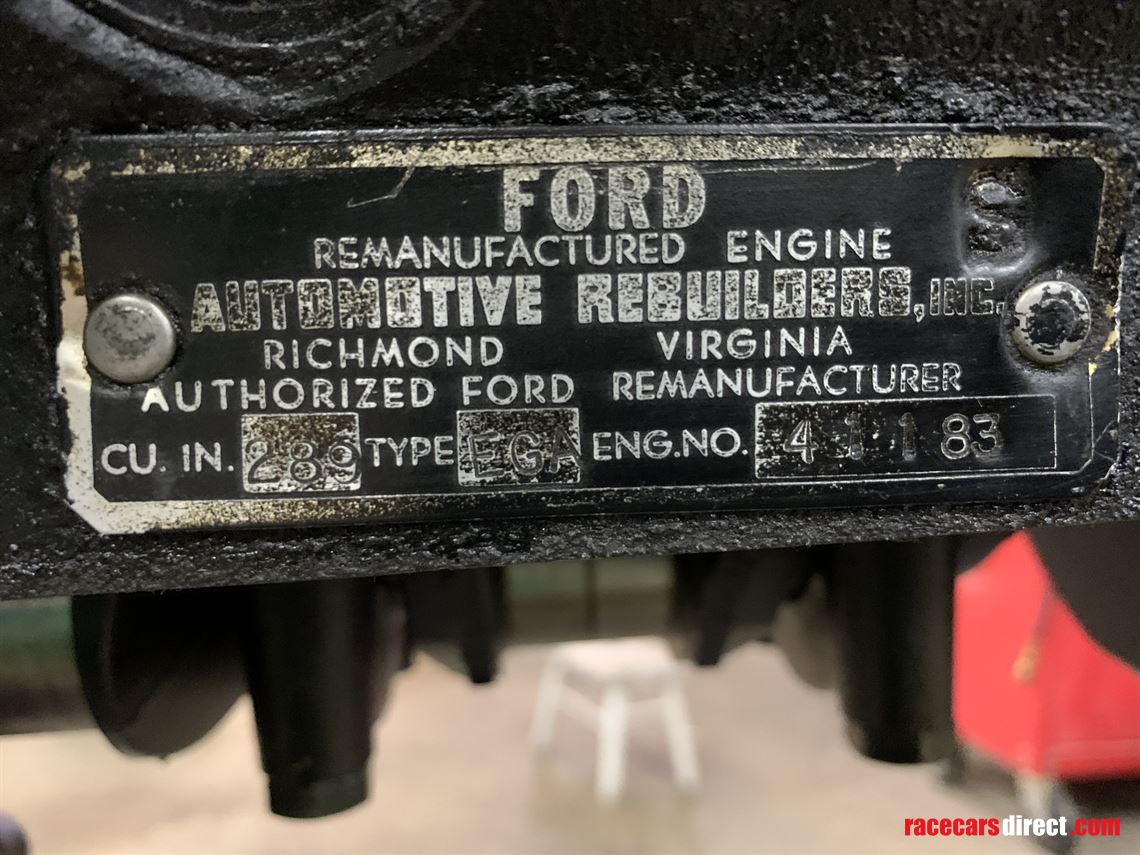 FORD
S
REMANUFACTURED ENGINE
AUTOMOTIVE REBUILDERS, INC.
RICHMOND VIRGINIA
AUTHORIZED FORD REMANUFACTURER
CU. IN. 289 TYPE EGA ENG.NO. 41183
racecarsdirect.com